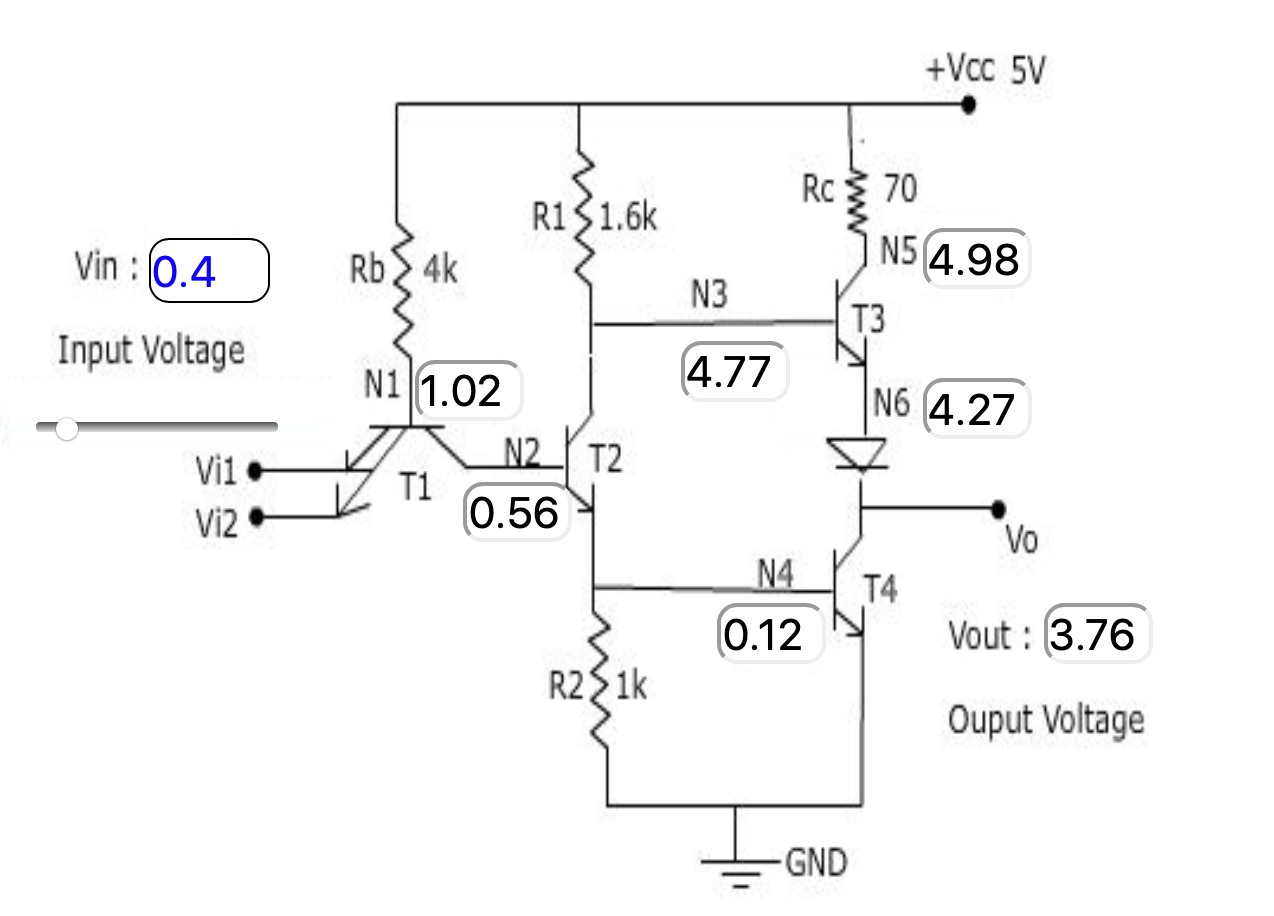 +Vcc 5V
Rc 70
R1 1.6k
N5 4.98
Vin : 0.4
Rb 4k
N3
T3
Input Voltage
4.77
N1 1.02
N6 4.27
N2
T2
Vi1
T1
Vi2
0.56
Vo
N4
T4
0.12
Vout : 3.76
R2 1k
Ouput Voltage
GND